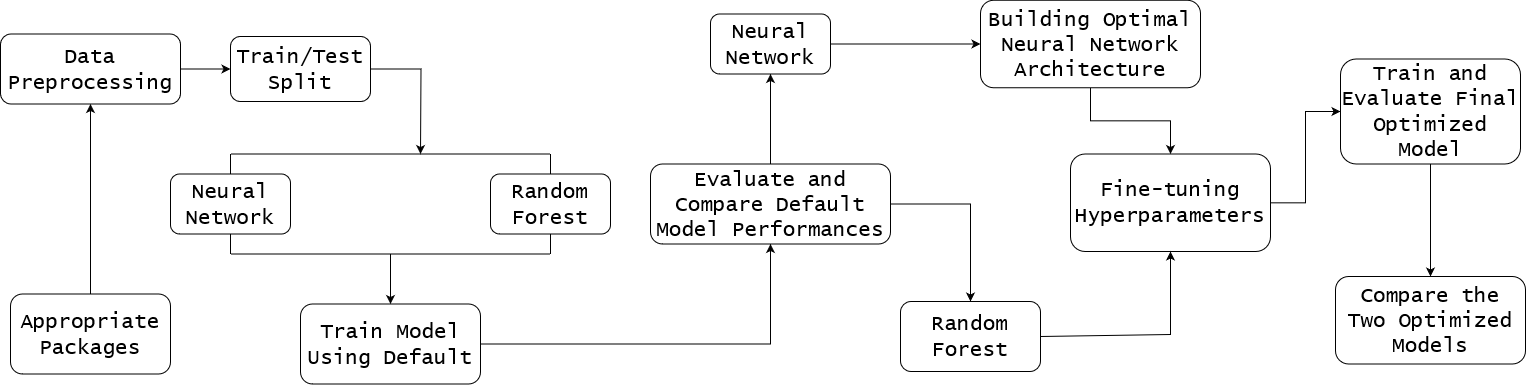 Data
Preprocessing
Train/Test
Split
Neural
Network
Random
Forest
Appropriate
Packages
Train Model
Using Default
Neural
Network
Building Optimal
Neural Network
Architecture
Evaluate and
Compare Default
Model Performances
Random
Forest
Fine-tuning
Hyperparameters
Train and
Evaluate Final
Optimized
Model
Compare the
Two Optimized
Models